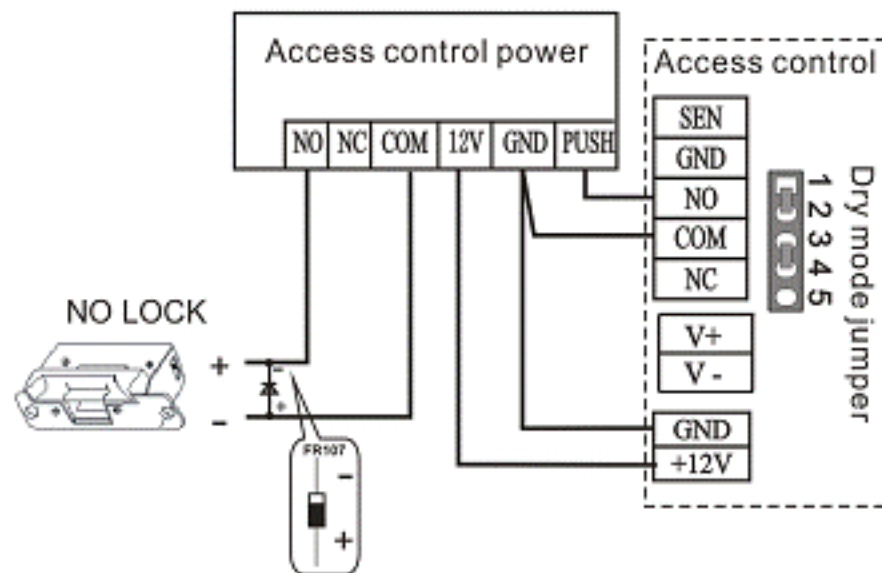 Access control power
NO NC COM 12V GND PUSH
Access control
SEN
GND
NO
COM
NC
V+
V -
GND
+12V
1 2 3 4 5
Dry mode jumper
NO LOCK
+
-
-
+
FR107
-
+